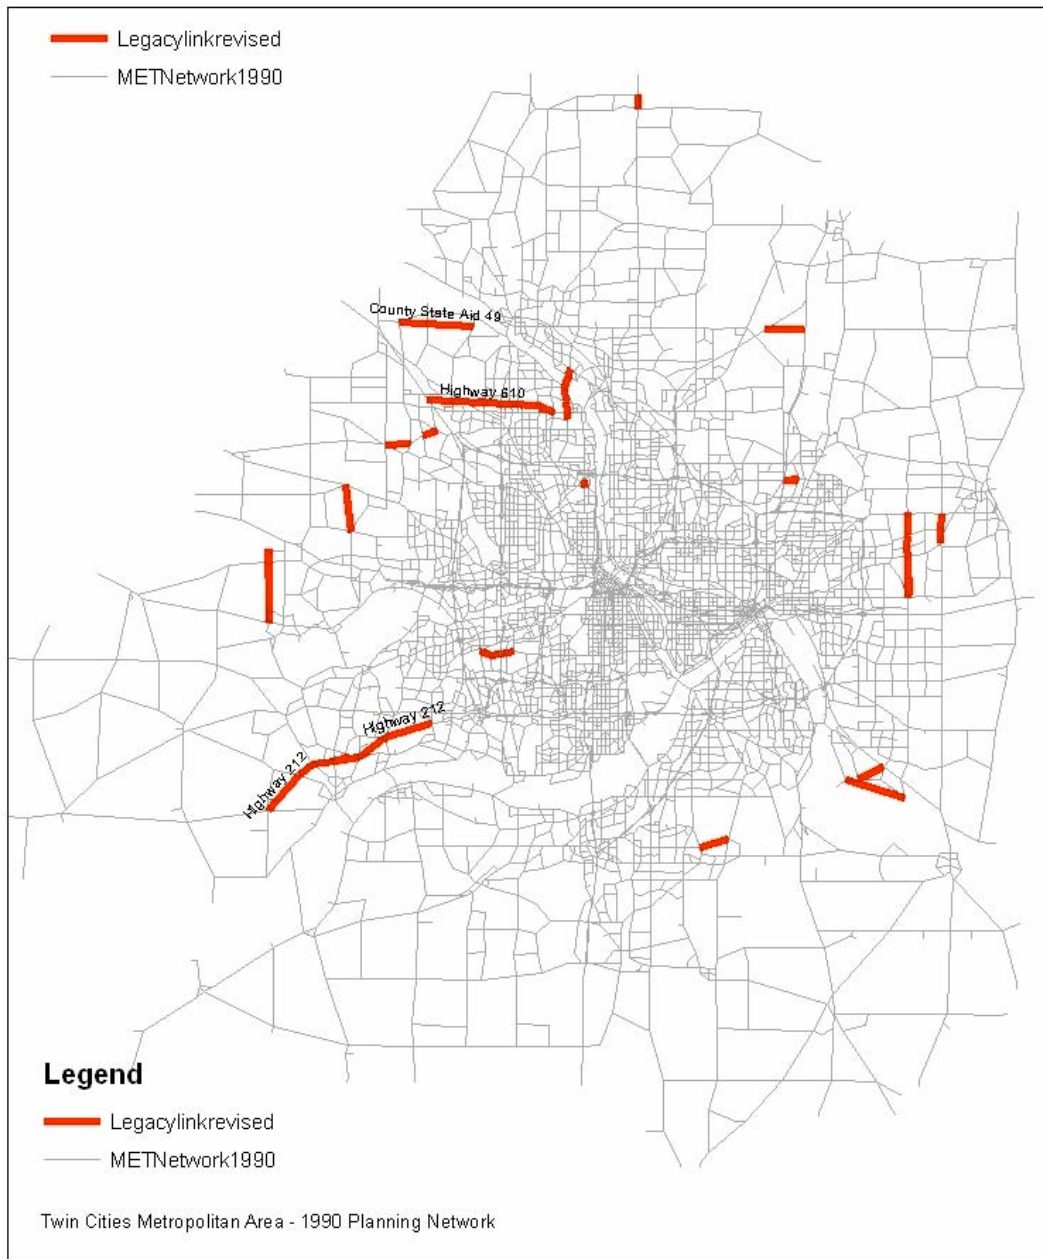 Legacylinkrevised
METNetwork1990
County State Aid 49
Highway 610
Highway 212
Highway 212
Legend
Legacylinkrevised
METNetwork1990
Twin Cities Metropolitan Area - 1990 Planning Network